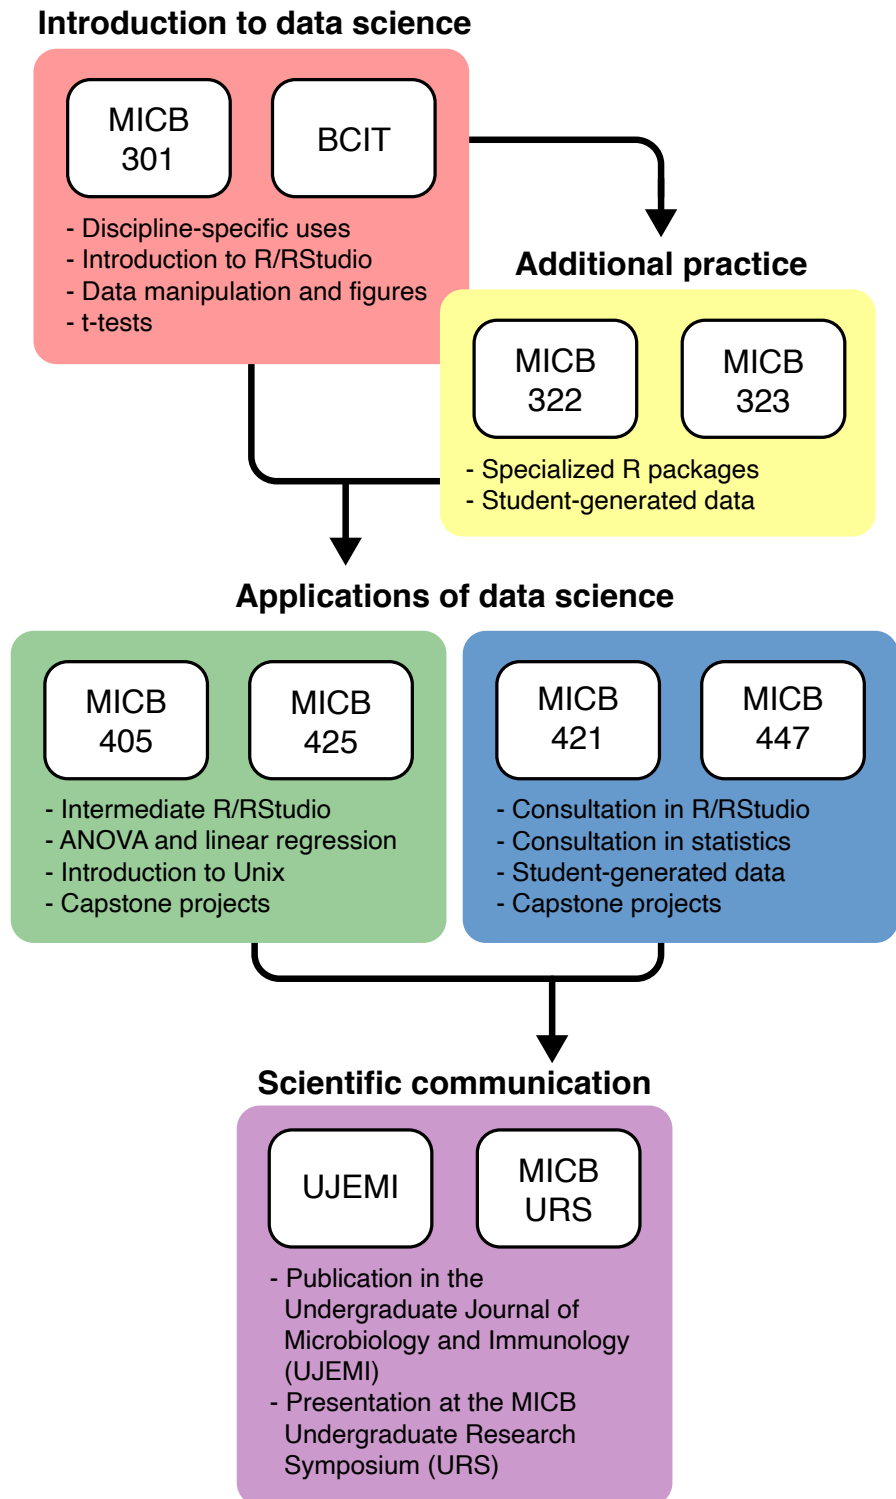 Introduction to data science
MICB
301
BCIT
- Discipline-specific uses
- Introduction to R/RStudio
- Data manipulation and figures
- t-tests
Additional practice
MICB
322
MICB
323
- Specialized R packages
- Student-generated data
Applications of data science
MICB
405
MICB
425
- Intermediate R/RStudio
- ANOVA and linear regression
- Introduction to Unix
- Capstone projects
MICB
421
MICB
447
- Consultation in R/RStudio
- Consultation in statistics
- Student-generated data
- Capstone projects
Scientific communication
UJEMI
MICB
URS
- Publication in the
Undergraduate Journal of
Microbiology and Immunology
(UJEMI)
- Presentation at the MICB
Undergraduate Research
Symposium (URS)